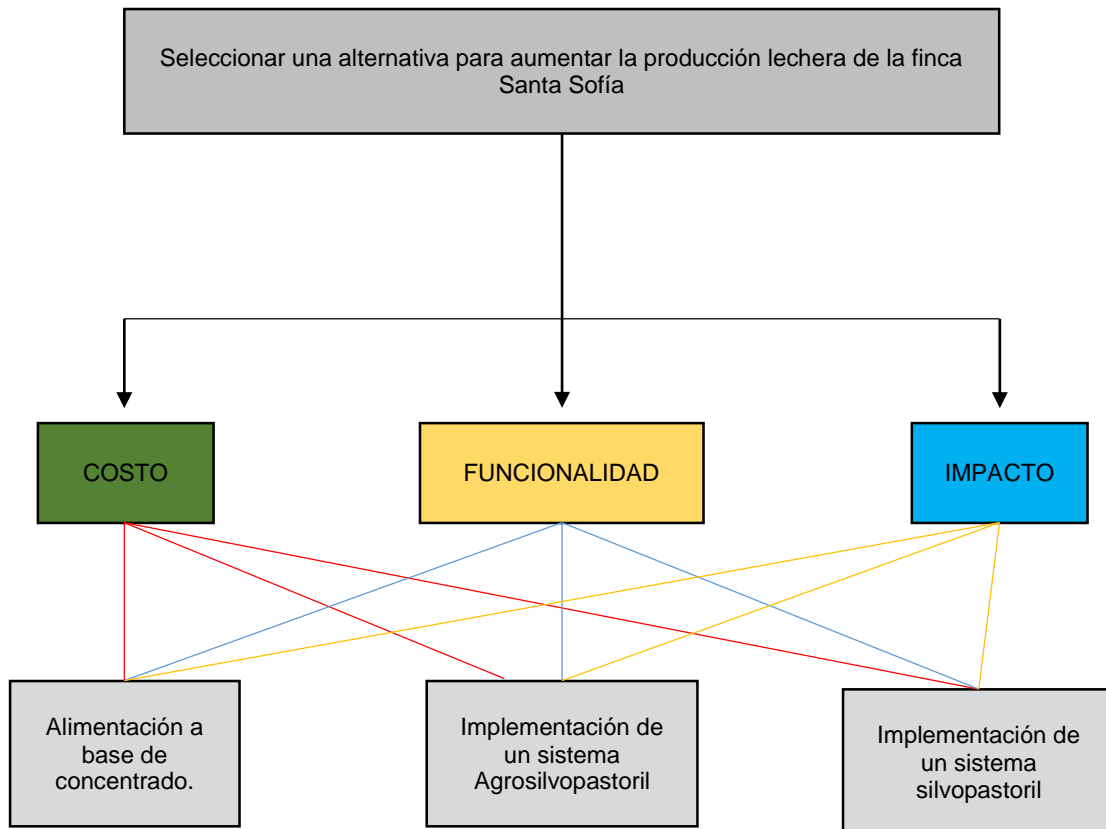 Seleccionar una alternativa para aumentar la producción lechera de la finca
Santa Sofía
COSTO
FUNCIONALIDAD
IMPACTO
Alimentación a
base de
concentrado.
Implementación de
un sistema
Agrosilvopastoril
Implementación de
un sistema
silvopastoril